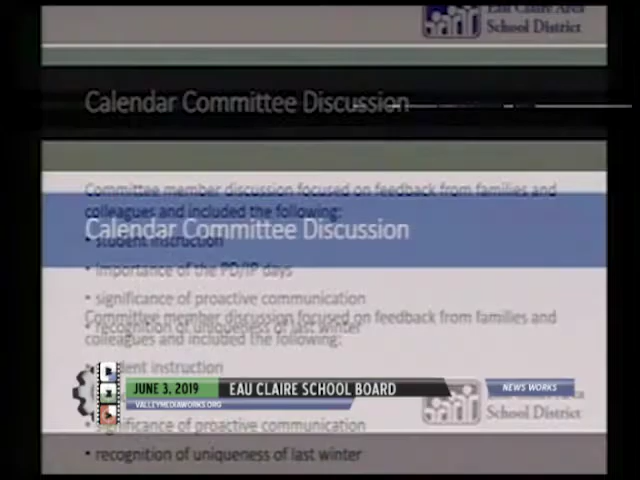 Eau Claire Area
School District
Calendar Committee Discussion
Committee member discussion focused on feedback from families and
colleagues and included the following:
Calendar Committee Discussion
• student instruction
• importance of the PD/IP days
• significance of proactive communication
Committee member discussion focused on feedback from families and
• recognition of uniqueness of last winter
colleagues and included the following:
student instruction
JUNE 3, 2019
EAU CLAIRE SCHOOL BOARD
NEWS WORKS
VALLEYMEDIAWORKS.ORG
School District
significance of proactive communication
• recognition of uniqueness of last winter